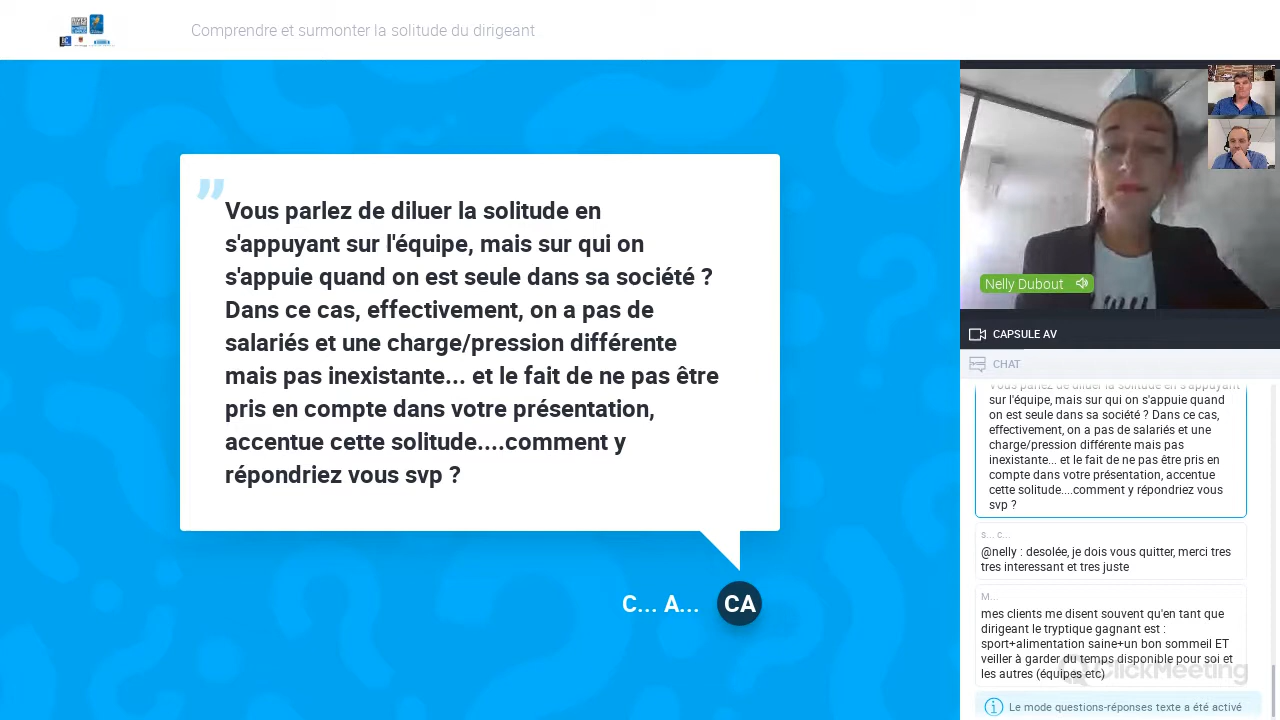 Comprendre et surmonter la solitude du dirigeant
”
Vous parlez de diluer la solitude en
s'appuyant sur l'équipe, mais sur qui on
s'appuie quand on est seule dans sa société ?
Dans ce cas, effectivement, on a pas de
salariés et une charge/pression différente
mais pas inexistante... et le fait de ne pas être
pris en compte dans votre présentation,
accentue cette solitude....comment y
répondriez vous svp ?
C... A...
CA
Nelly Dubout
CAPSULE AV
CHAT
Vous parlez de diluer la solitude en s'appuyant
sur l'équipe, mais sur qui on s'appuie quand
on est seule dans sa société ? Dans ce cas,
effectivement, on a pas de salariés et une
charge/pression différente mais pas
inexistante... et le fait de ne pas être pris en
compte dans votre présentation, accentue
cette solitude....comment y répondriez vous
svp ?
s... c...
@nelly : desolée, je dois vous quitter, merci tres
tres interessant et tres juste
M...
mes clients me disent souvent qu'en tant que
dirigeant le tryptique gagnant est :
sport+alimentation saine+un bon sommeil ET
veiller à garder du temps disponible pour soi et
les autres (équipes etc)
ClickMeeting
Le mode questions-réponses texte a été activé